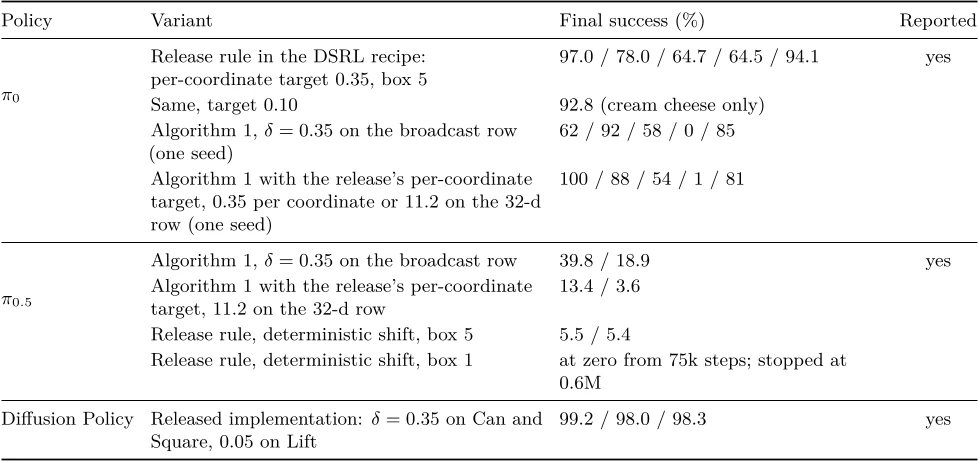 Policy Variant Final success (%) Reported
π0 Release rule in the DSRL recipe: 97.0 / 78.0 / 64.7 / 64.5 / 94.1 yes
per-coordinate target 0.35, box 5
Same, target 0.10 92.8 (cream cheese only)
Algorithm 1, δ = 0.35 on the broadcast row 62 / 92 / 58 / 0 / 85
(one seed)
Algorithm 1 with the release's per-coordinate 100 / 88 / 54 / 1 / 81
target, 0.35 per coordinate or 11.2 on the 32-d
row (one seed)
π0.5 Algorithm 1, δ = 0.35 on the broadcast row 39.8 / 18.9 yes
Algorithm 1 with the release's per-coordinate 13.4 / 3.6
target, 11.2 on the 32-d row
Release rule, deterministic shift, box 5 5.5 / 5.4
Release rule, deterministic shift, box 1 at zero from 75k steps; stopped at
0.6M
Diffusion Policy Released implementation: δ = 0.35 on Can and 99.2 / 98.0 / 98.3 yes
Square, 0.05 on Lift